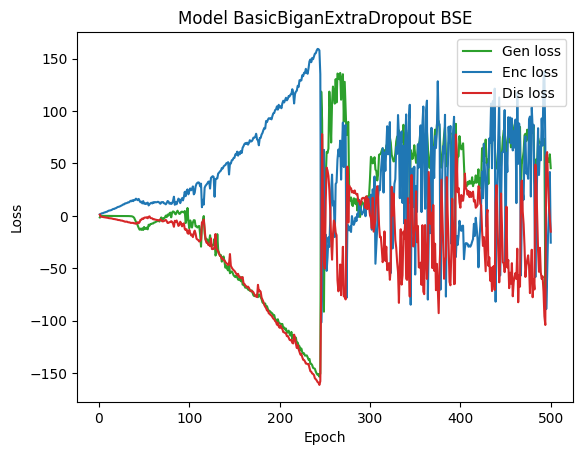 Model BasicBiganExtraDropout BSE
Gen loss
Enc loss
Dis loss
Loss
150
100
50
0
−50
−100
−150
0
100
200
300
400
500
Epoch